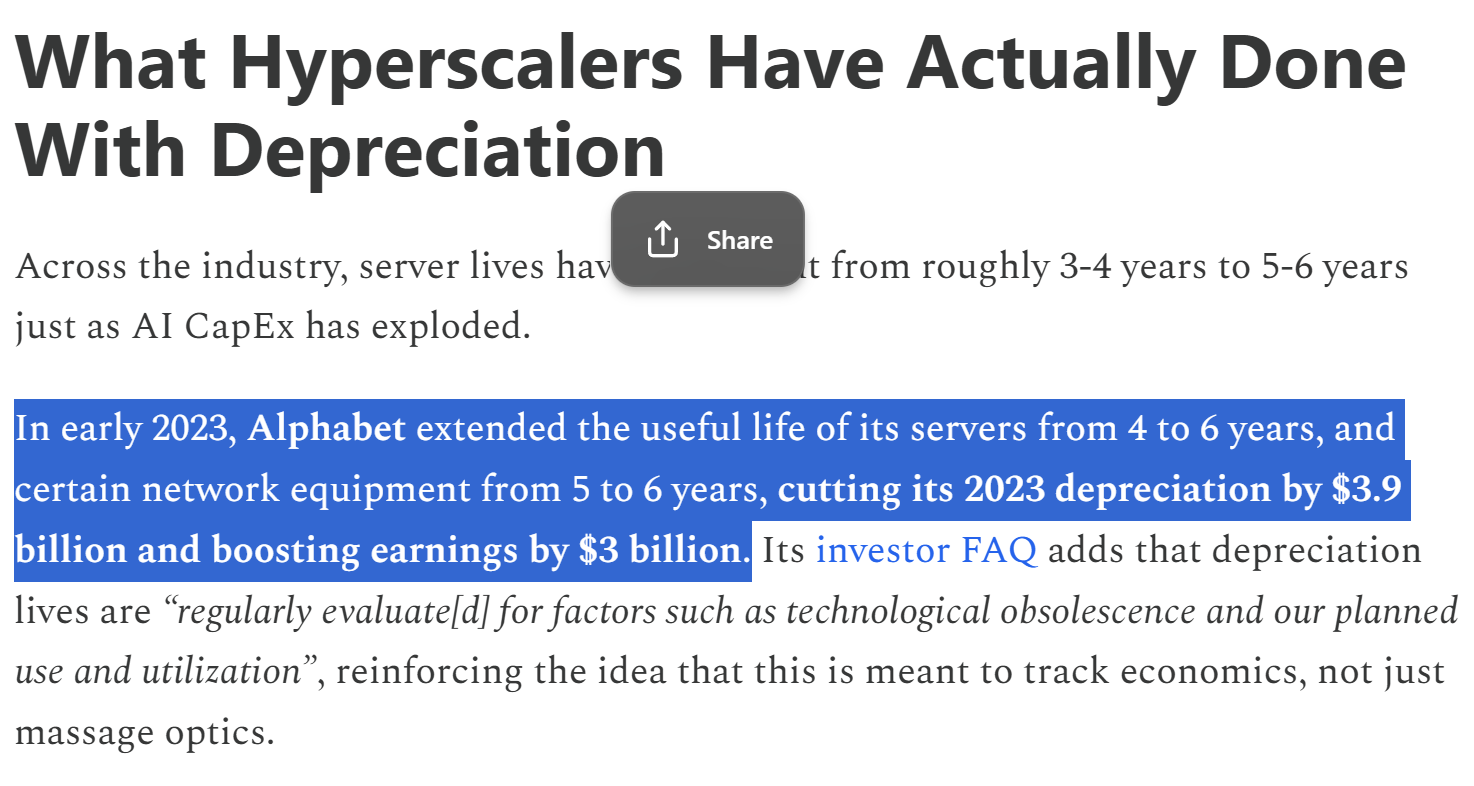 What Hyperscalers Have Actually Done
With Depreciation
Share
Across the industry, server lives hav t from roughly 3-4 years to 5-6 years
just as AI CapEx has exploded.
In early 2023, Alphabet extended the useful life of its servers from 4 to 6 years, and
certain network equipment from 5 to 6 years, cutting its 2023 depreciation by $3.9
billion and boosting earnings by $3 billion. Its investor FAQ adds that depreciation
lives are “regularly evaluate[d] for factors such as technological obsolescence and our planned
use and utilization”, reinforcing the idea that this is meant to track economics, not just
massage optics.